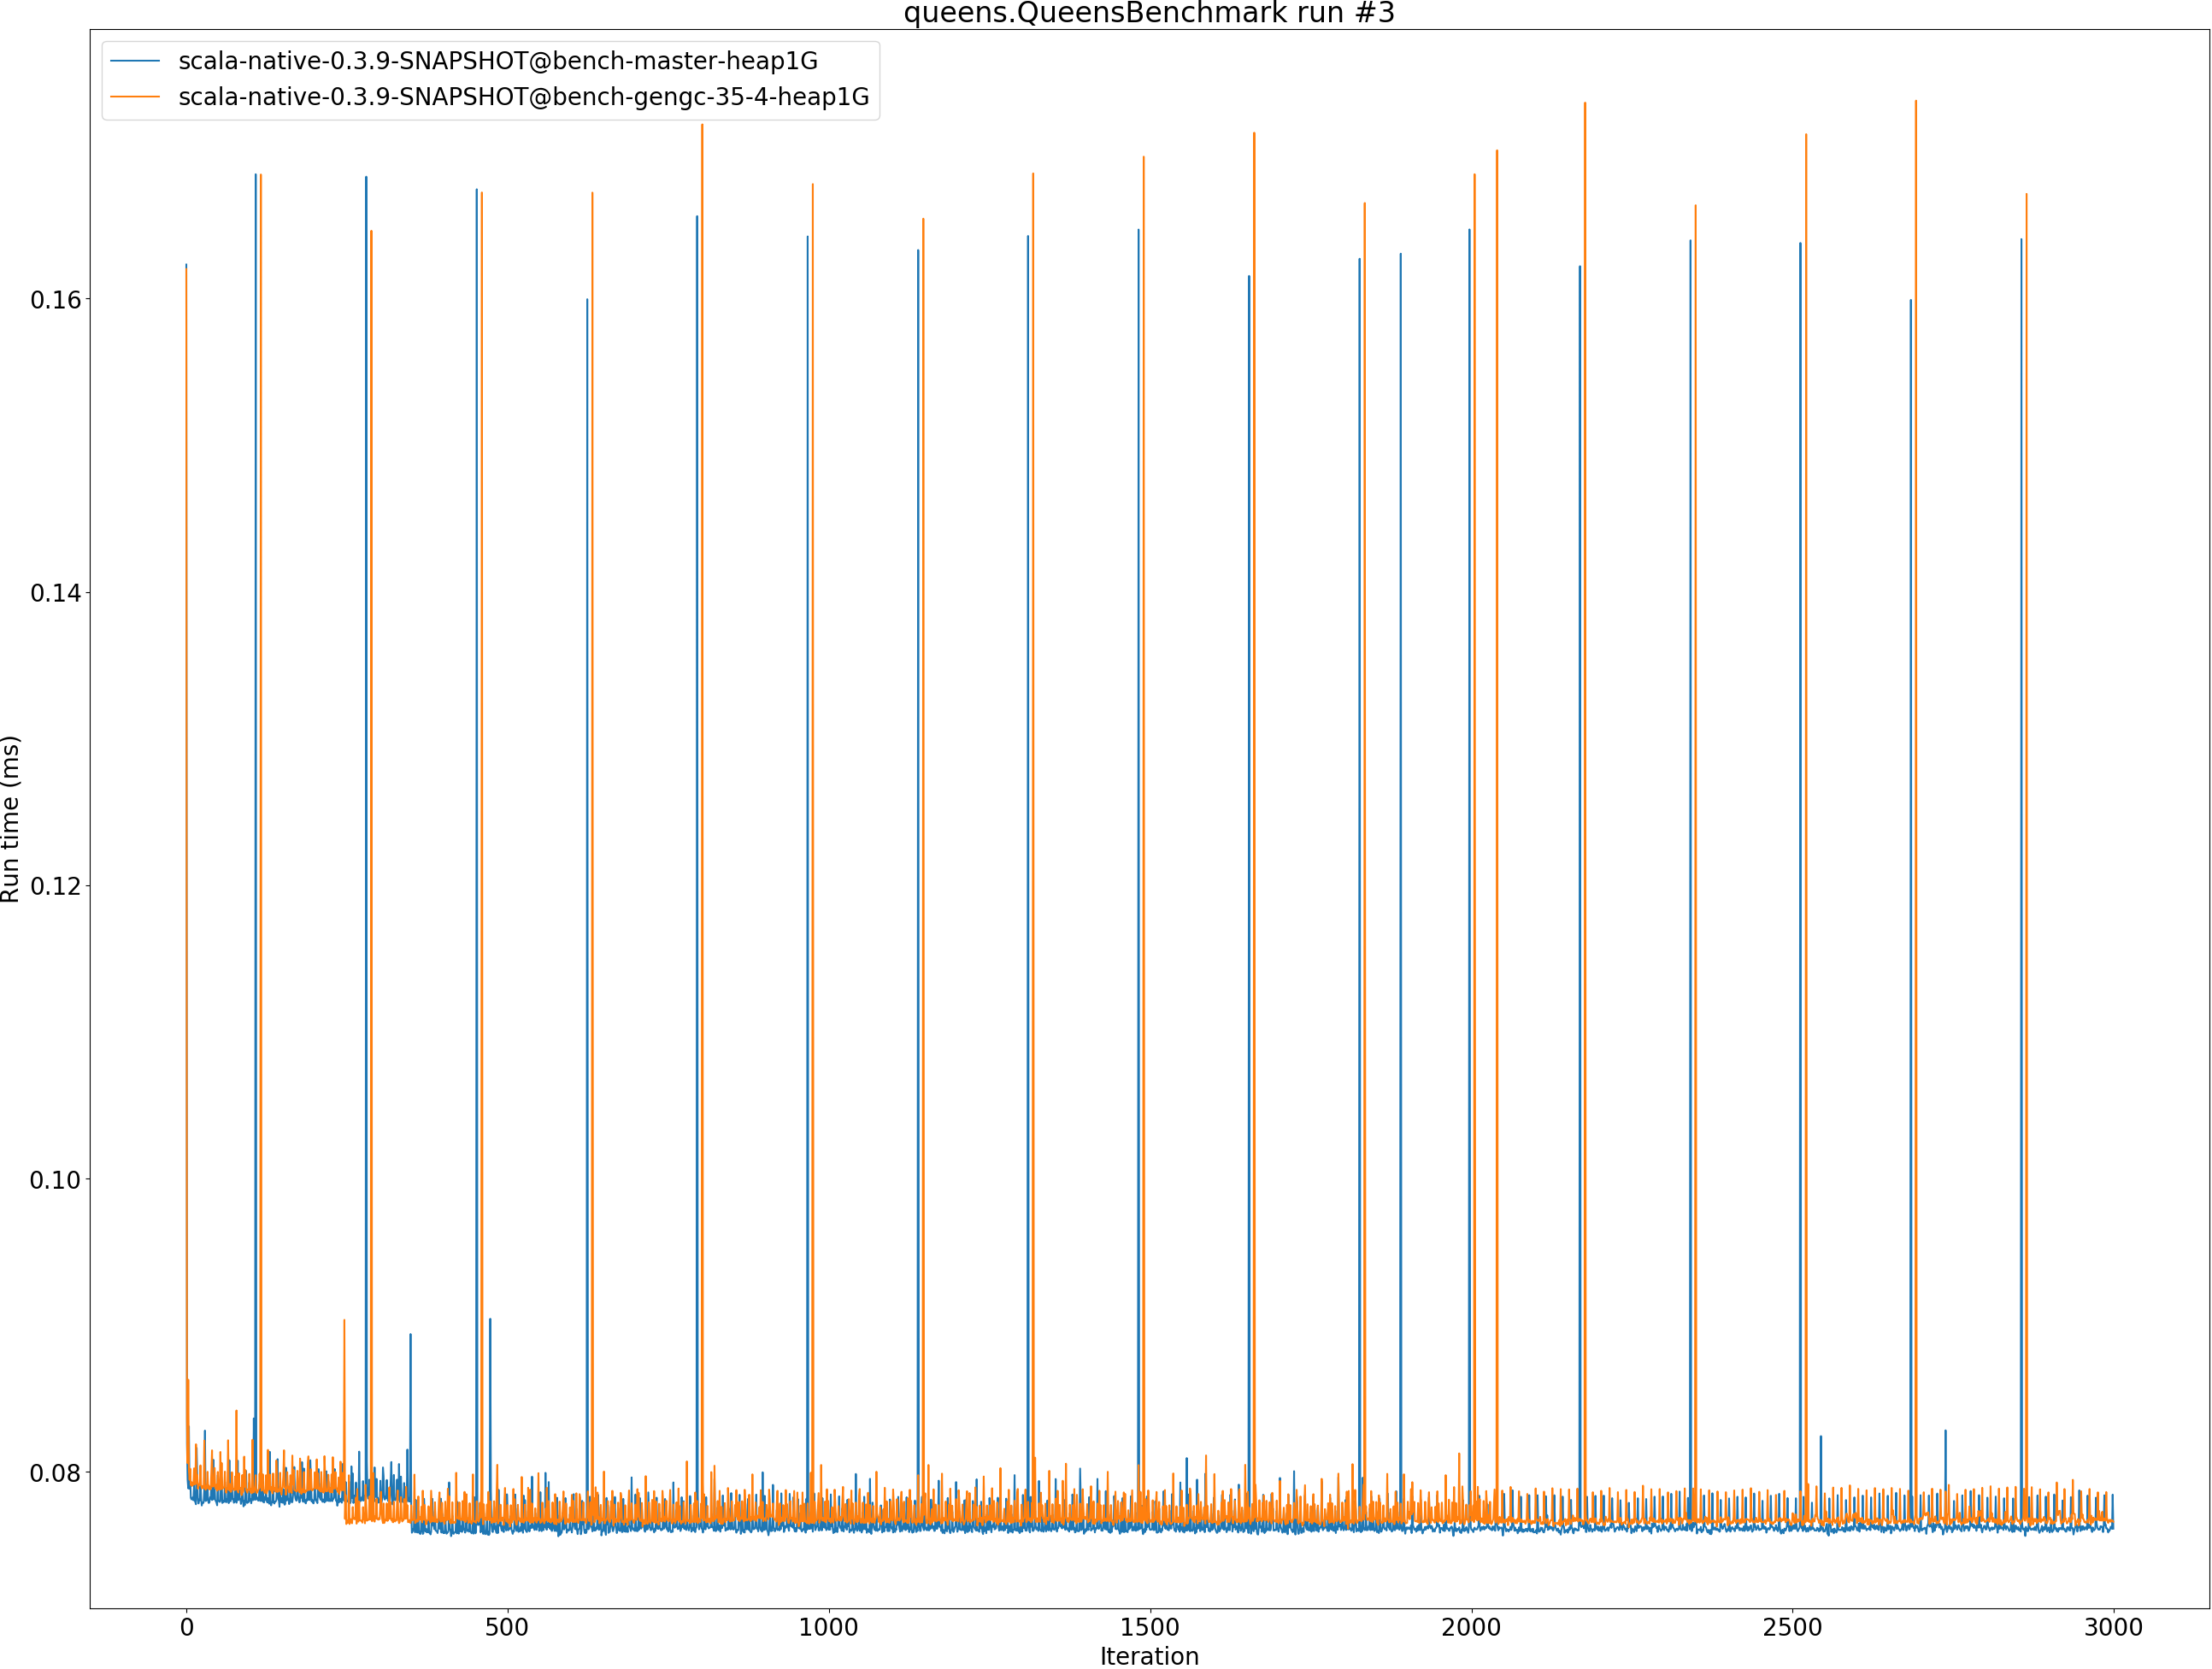 queens.QueensBenchmark run #3
scala-native-0.3.9-SNAPSHOT@bench-master-heap1G
scala-native-0.3.9-SNAPSHOT@bench-gengc-35-4-heap1G
0.16
0.14
0.12
0.10
0.08
Run time (ms)
0 500 1000 1500 2000 2500 3000
Iteration